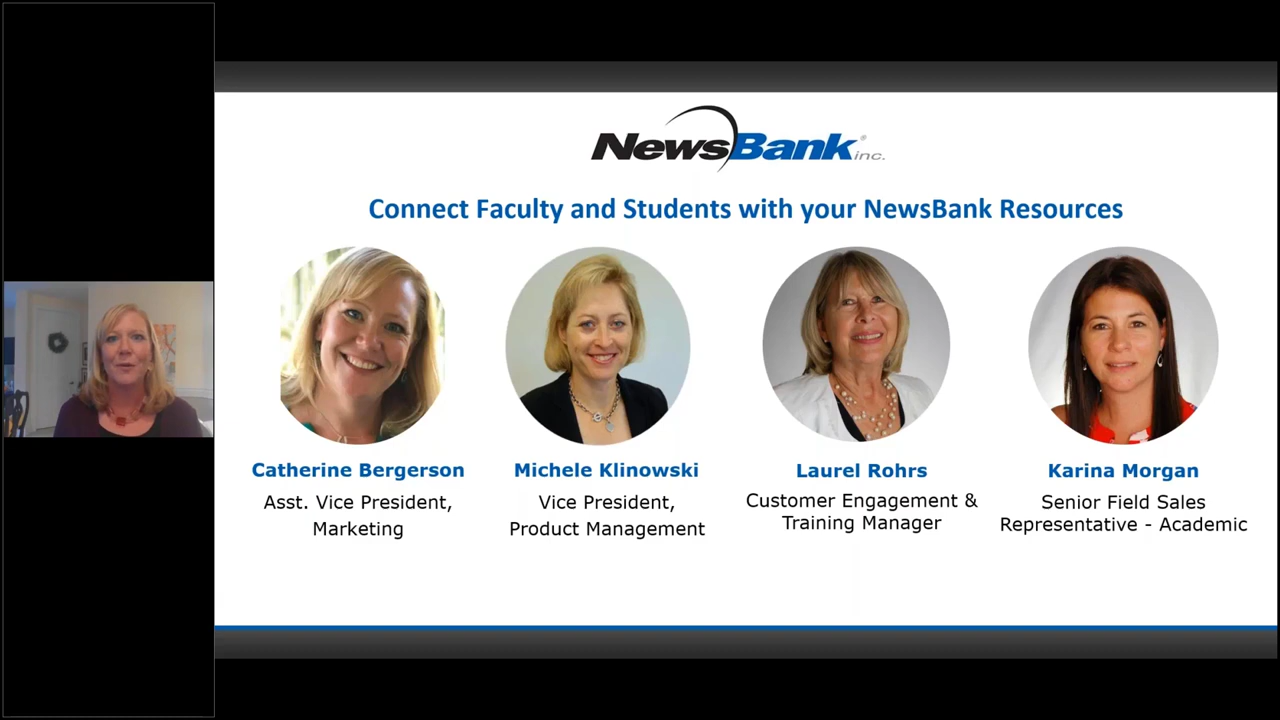 NewsBank® inc.
Connect Faculty and Students with your NewsBank Resources
Catherine Bergerson
Asst. Vice President,
Marketing
Michele Klinowski
Vice President,
Product Management
Laurel Rohrs
Customer Engagement &
Training Manager
Karina Morgan
Senior Field Sales
Representative - Academic